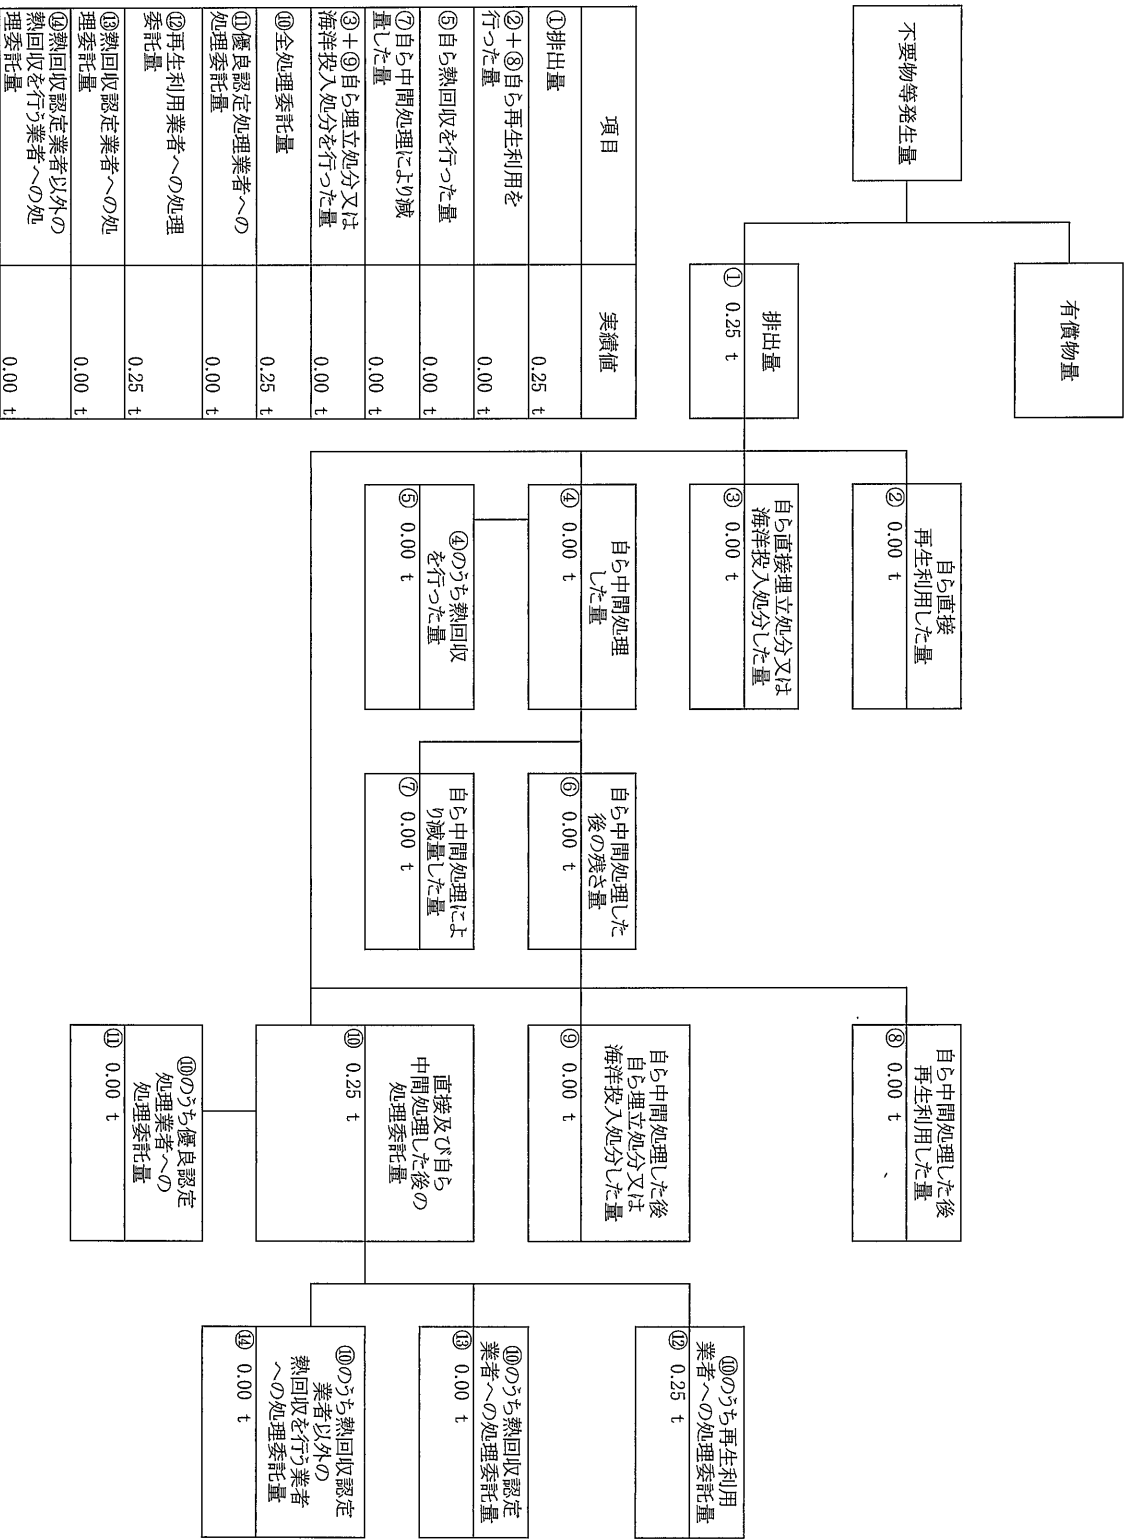 有償物量
不要物等発生量
排出量
① 0.25 t
自ら直接
再生利用した量
② 0.00 t
自ら直接埋立処分又は
海洋投入処分した量
③ 0.00 t
自ら中間処理
した量
④ 0.00 t
④のうち熱回収
を行った量
⑤ 0.00 t
自ら中間処理した
後の残さ量
⑥ 0.00 t
自ら中間処理によ
り減量した量
⑦ 0.00 t
自ら中間処理した後
再生利用した量
⑧ 0.00 t
自ら中間処理した後
自ら埋立処分又は
海洋投入処分した量
⑨ 0.00 t
直接及び自ら
中間処理した後の
処理委託量
⑩ 0.25 t
⑩のうち優良認定
処理業者への
処理委託量
⑪ 0.00 t
⑩のうち再生利用
業者への処理委託量
⑫ 0.25 t
⑩のうち熱回収認定
業者への処理委託量
⑬ 0.00 t
⑩のうち熱回収認定
業者以外の
熱回収を行う業者
への処理委託量
⑭ 0.00 t
項目 実績値
①排出量 0.25 t
②+⑧自ら再生利用を
行った量 0.00 t
⑤自ら熱回収を行った量 0.00 t
⑦自ら中間処理により減
量した量 0.00 t
③+⑨自ら埋立処分又は
海洋投入処分を行った量 0.00 t
⑩全処理委託量 0.25 t
⑪優良認定処理業者への
処理委託量 0.00 t
⑫再生利用業者への処理
委託量 0.25 t
⑬熱回収認定業者への処
理委託量 0.00 t
⑭熱回収認定業者以外の
熱回収を行う業者への処
理委託量 0.00 t